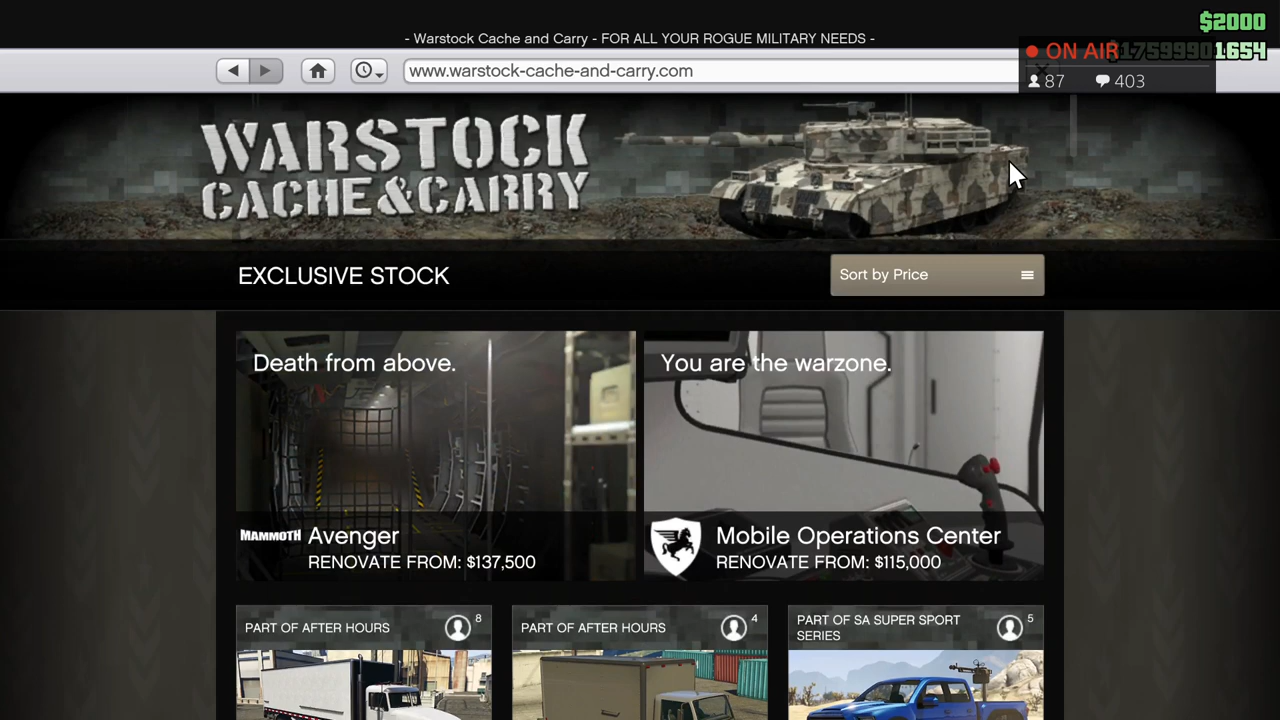 $2000
- Warstock Cache and Carry - FOR ALL YOUR ROGUE MILITARY NEEDS -
ON AIR
www.warstock-cache-and-carry.com
87 403
WARSTOCK
CACHE&CARRY
EXCLUSIVE STOCK
Sort by Price
Death from above.
You are the warzone.
MAMMOTH Avenger
RENOVATE FROM: $137,500
Mobile Operations Center
RENOVATE FROM: $115,000
PART OF AFTER HOURS 8
PART OF AFTER HOURS 4
PART OF SA SUPER SPORT
SERIES 5